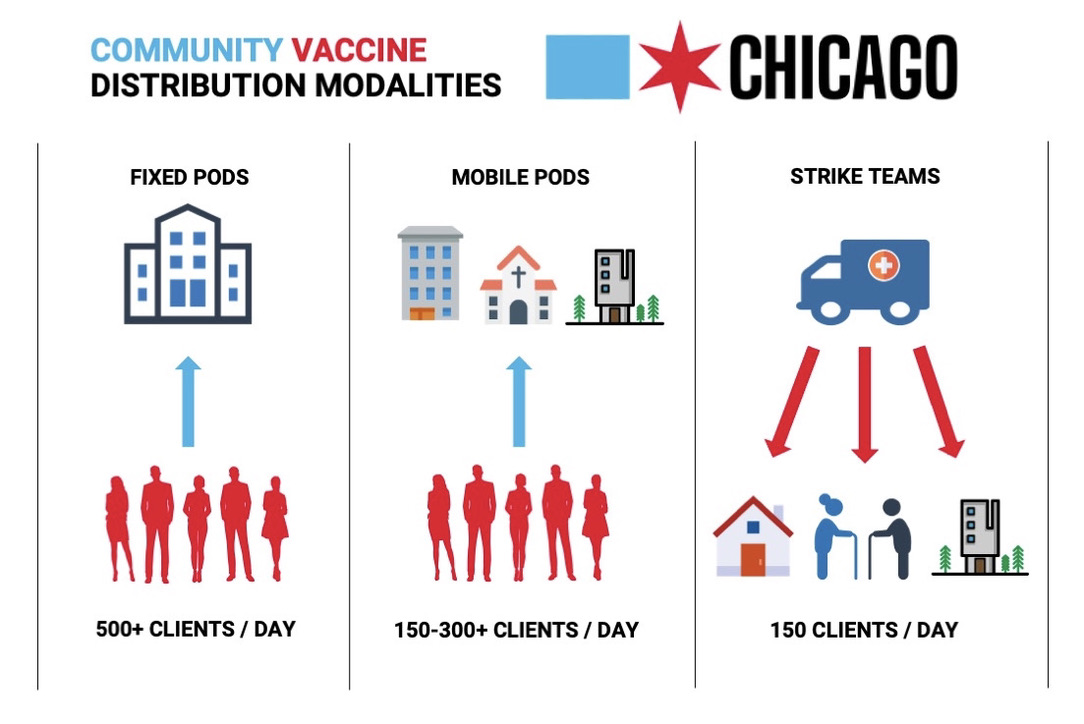 COMMUNITY VACCINE
DISTRIBUTION MODALITIES
CHICAGO
FIXED PODS
500+ CLIENTS / DAY
MOBILE PODS
150-300+ CLIENTS / DAY
STRIKE TEAMS
150 CLIENTS / DAY